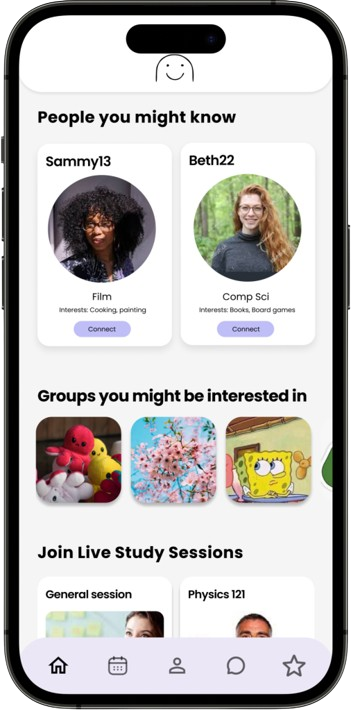 People you might know
Sammy13
Beth22
Film
Comp Sci
Interests: Cooking, painting
Interests: Books, Board games
Connect
Connect
Groups you might be interested in
Join Live Study Sessions
General session
Physics 121